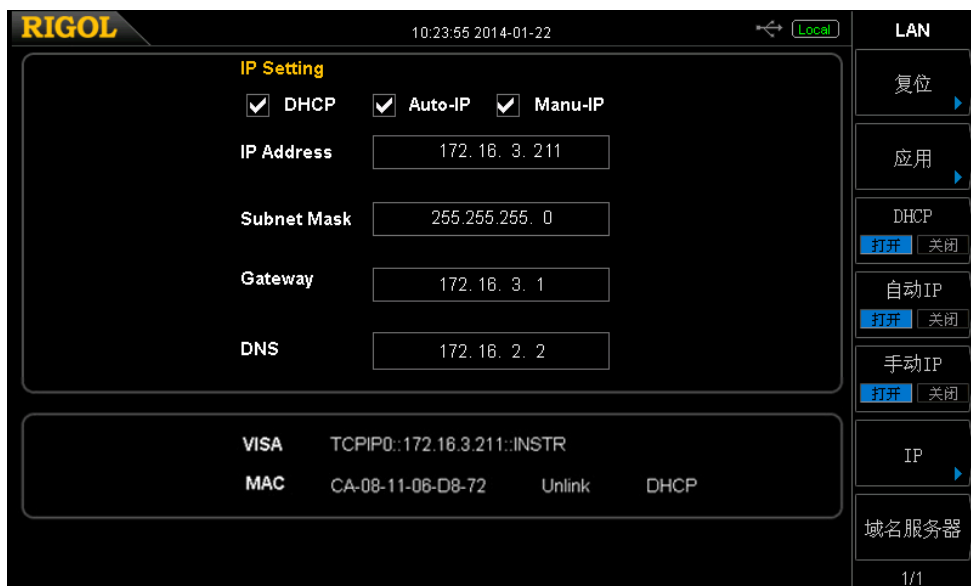 RIGOL
10:23:55 2014-01-22
Local
LAN
IP Setting
DHCP Auto-IP Manu-IP
IP Address 172. 16. 3. 211
Subnet Mask 255.255.255. 0
Gateway 172. 16. 3. 1
DNS 172. 16. 2. 2
VISA TCPIP0::172.16.3.211::INSTR
MAC CA-08-11-06-D8-72 Unlink DHCP
复位
应用
DHCP
打开 关闭
自动IP
打开 关闭
手动IP
打开 关闭
IP
域名服务器
1/1